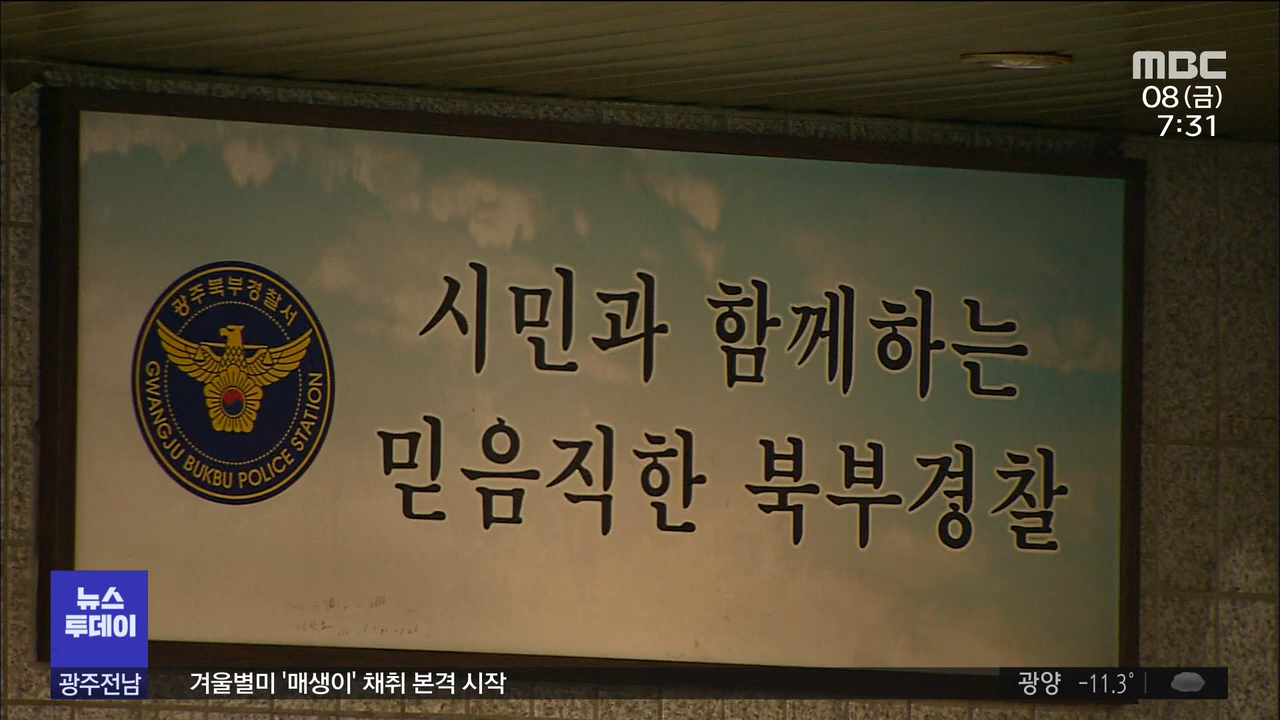 MBC
08(금)
7:31
광주북부경찰서
GWANGJU BUKBU POLICE STATION
시민과 함께하는
믿음직한 북부경찰
뉴스
투데이
광주전남
겨울별미 '매생이' 채취 본격 시작
광양 -11.3°